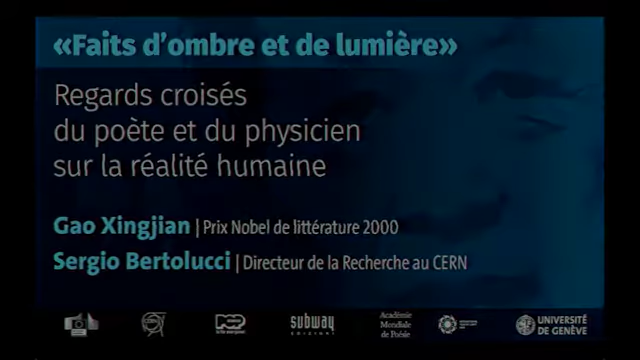 «Faits d’ombre et de lumière»
Regards croisés
du poète et du physicien
sur la réalité humaine
Gao Xingjian | Prix Nobel de littérature 2000
Sergio Bertolucci | Directeur de la Recherche au CERN
subway
EDIZIONI
Académie
Mondiale
de Poésie
UNIVERSITÉ
DE GENÈVE